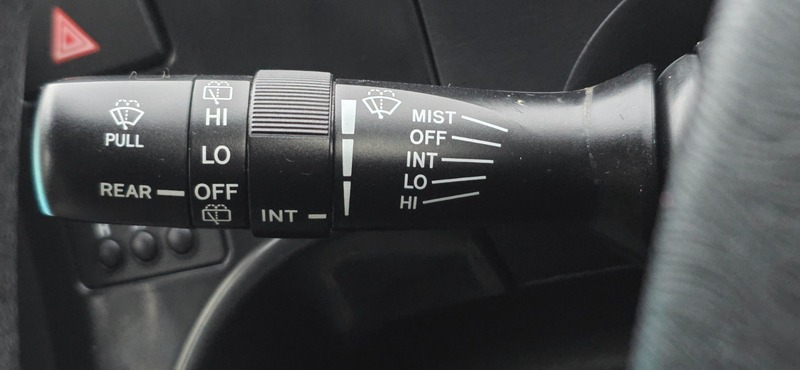 PULL
REAR
HI
LO
OFF
INT
MIST
OFF
INT
LO
HI